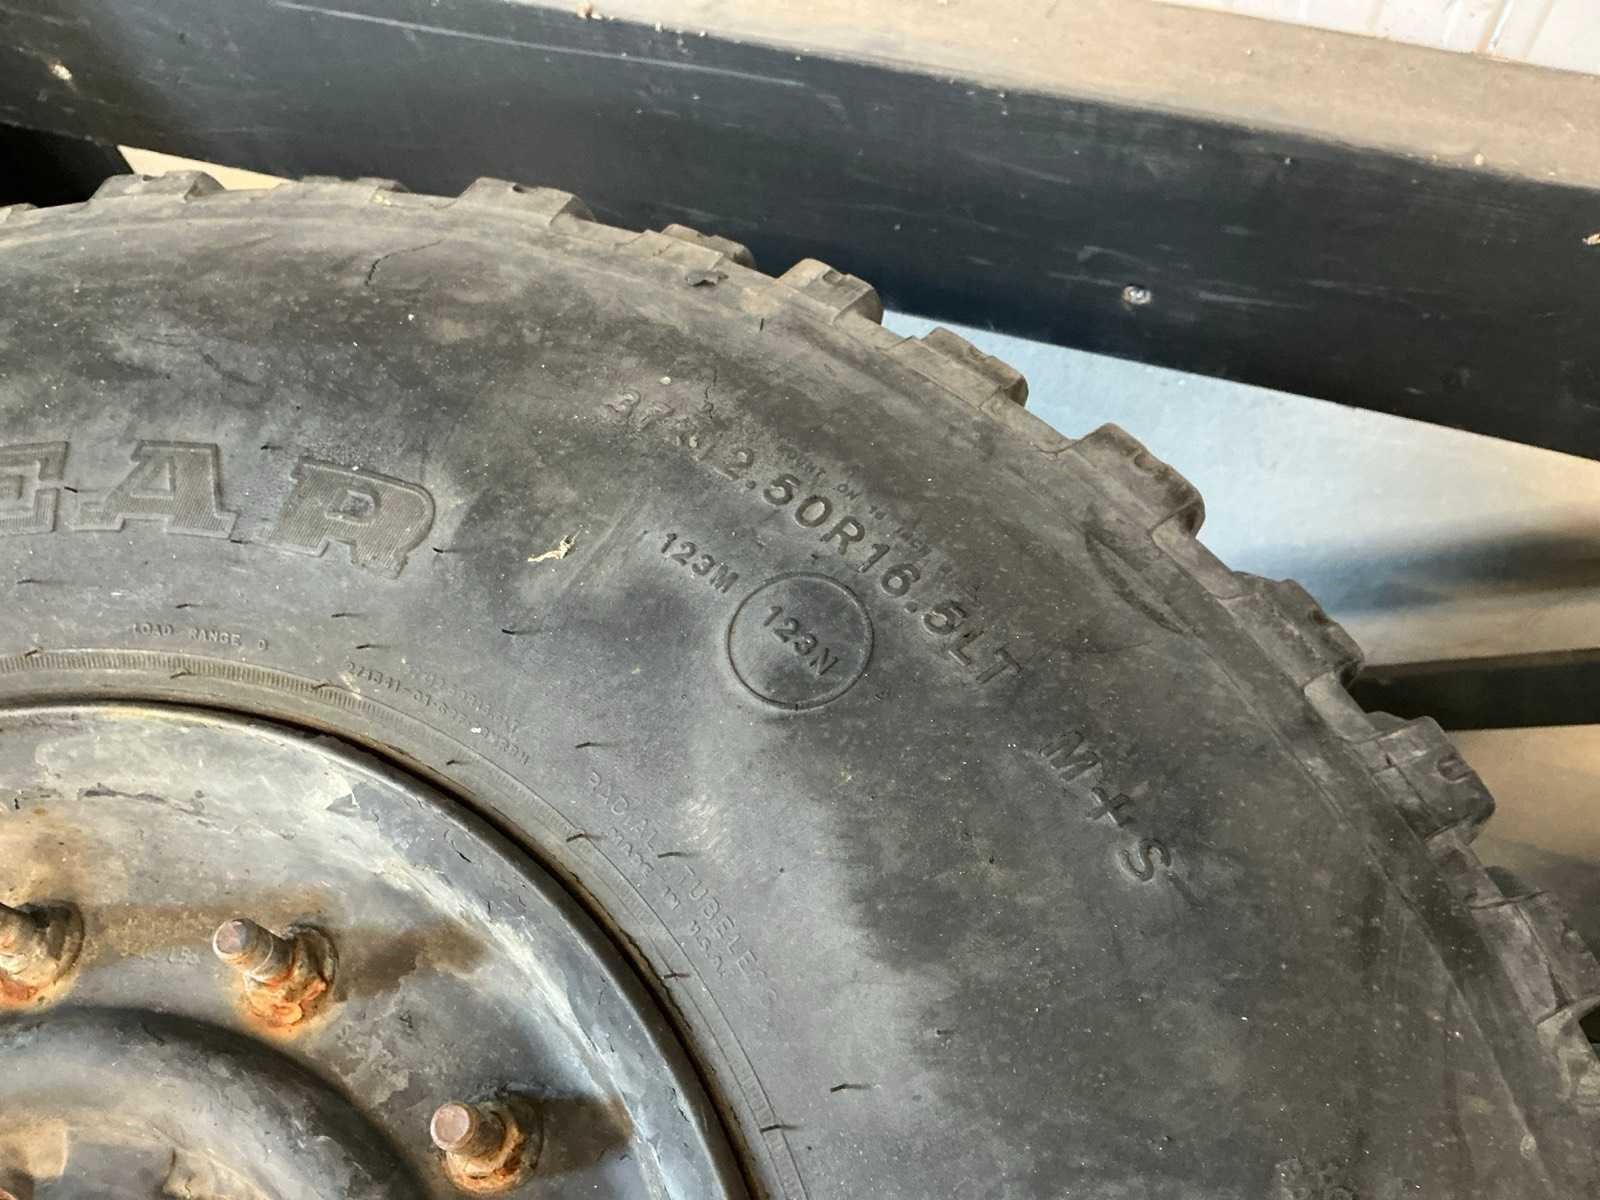 EAR
37X12.50R16.5LT M+S
123M
123N
LOAD RANGE D
RADIAL TUBELESS
MADE IN U.S.A.